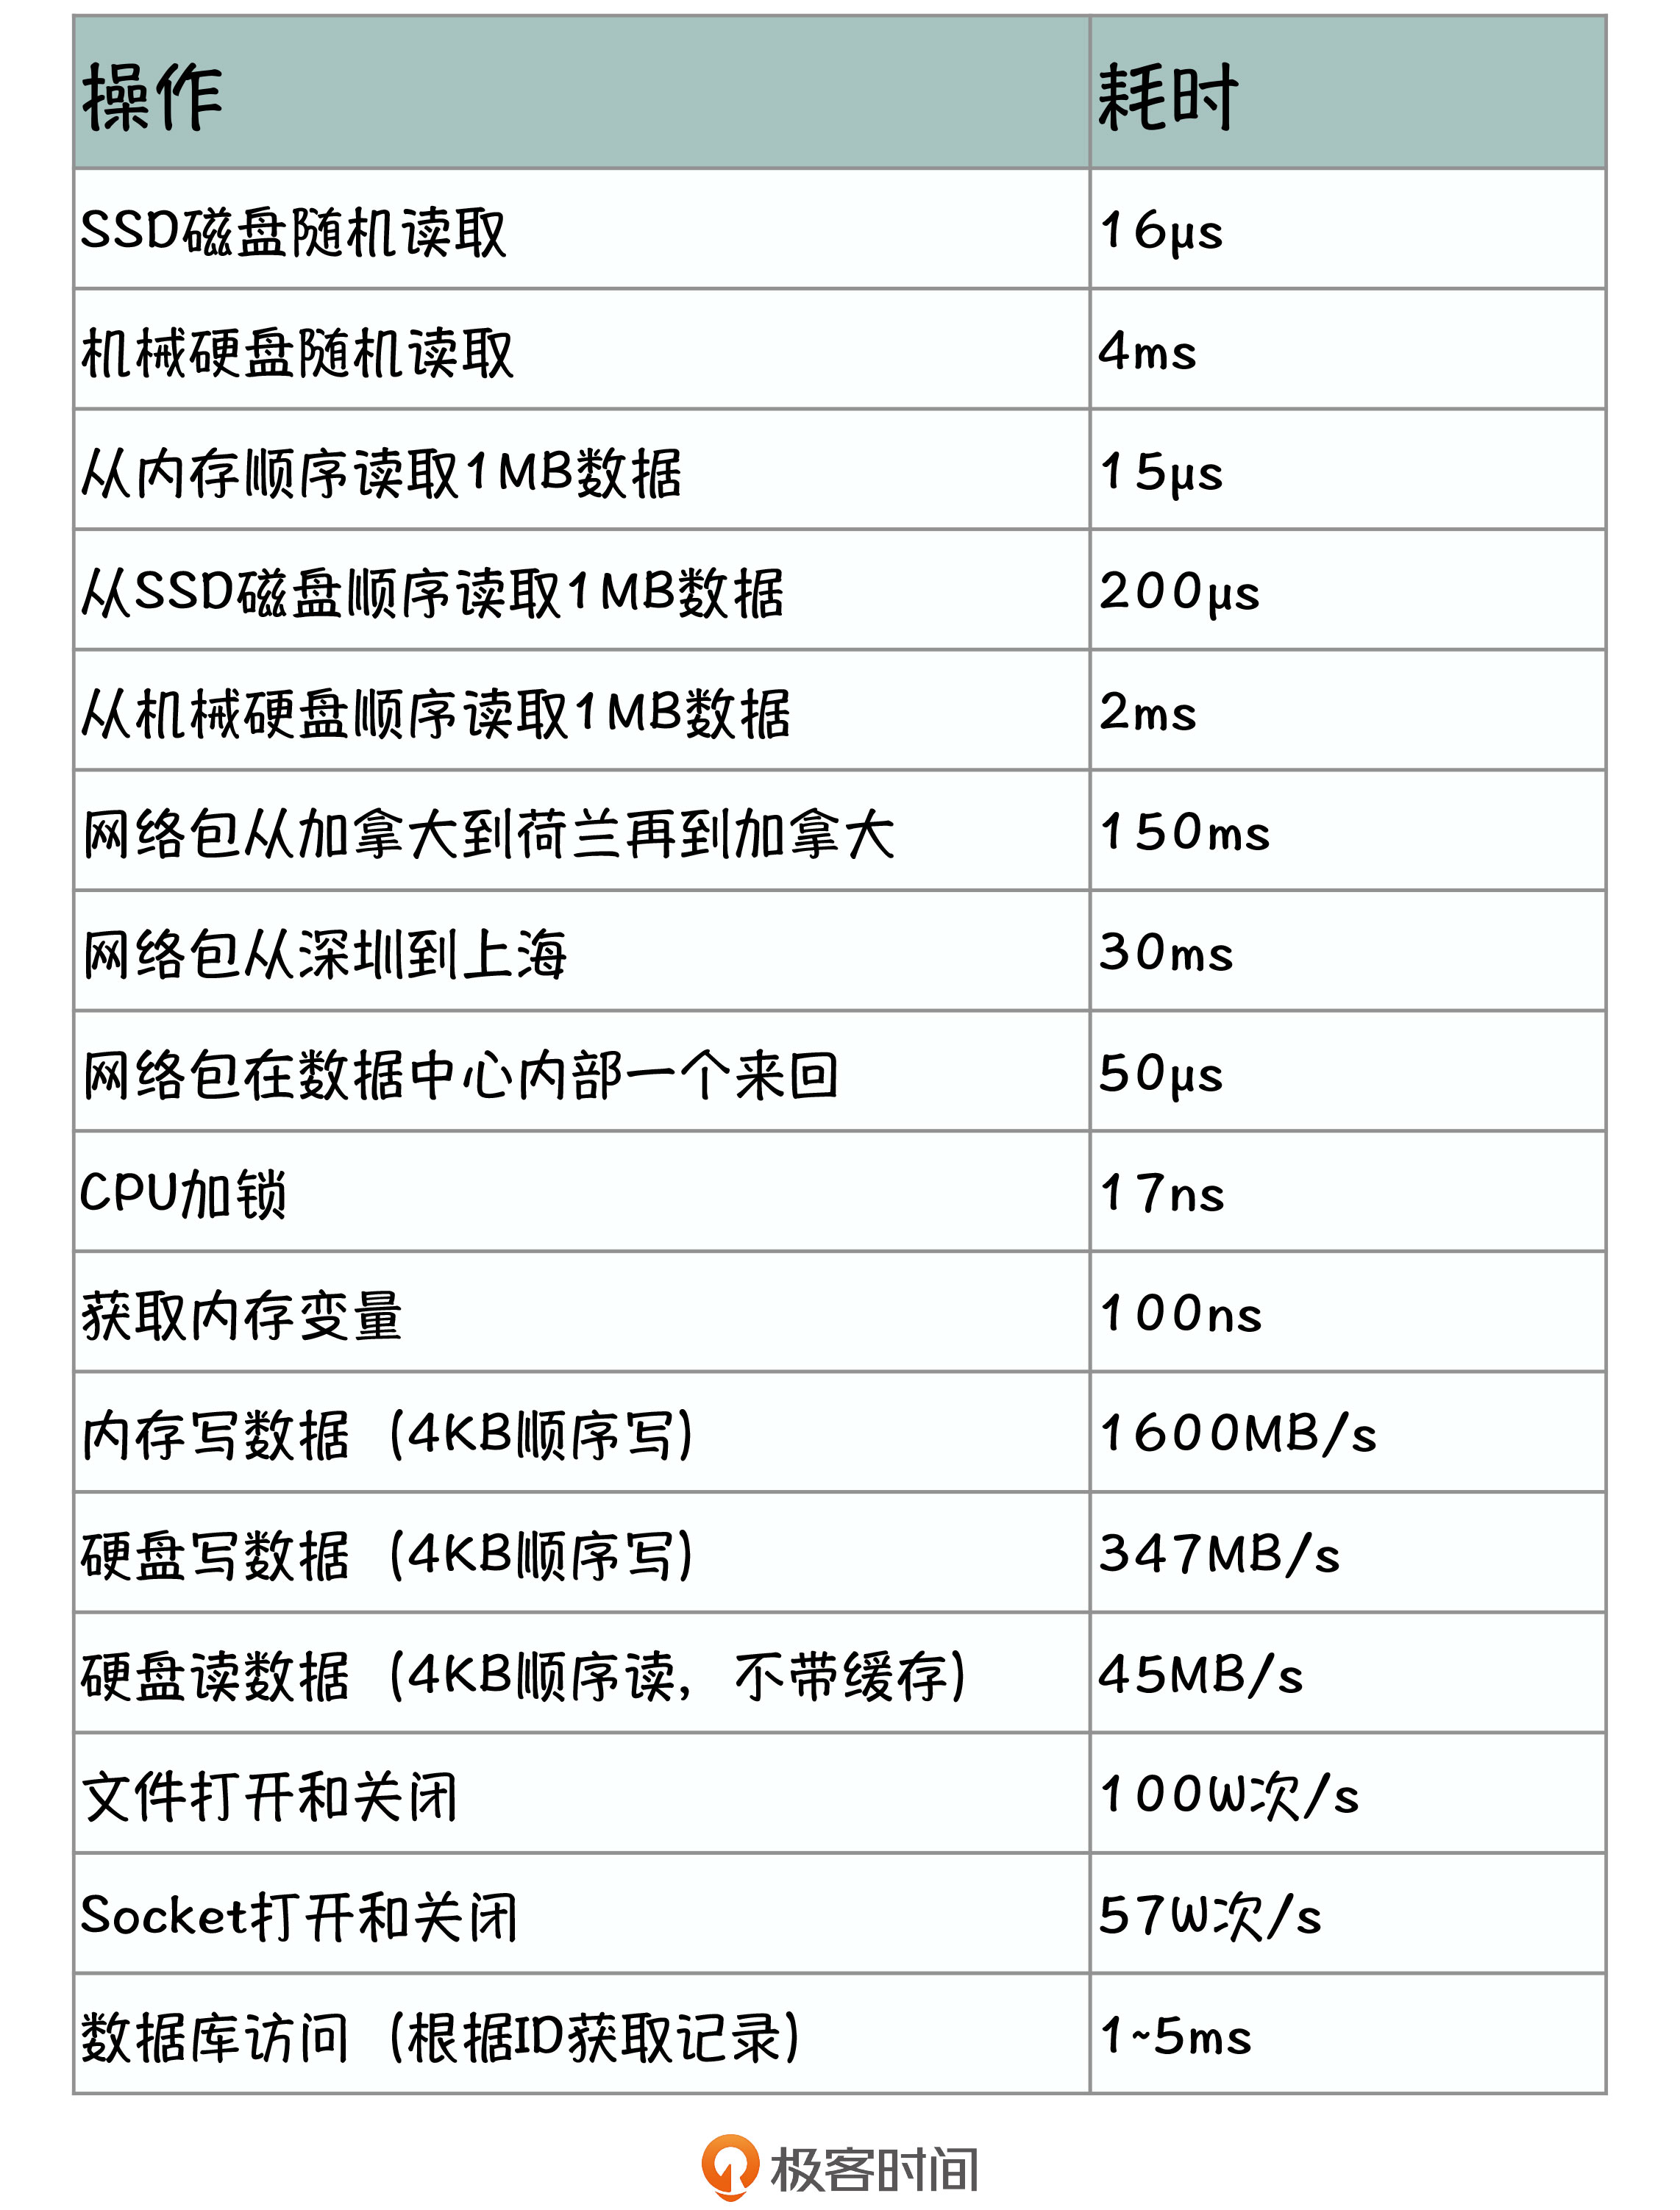 操作 耗时
SSD磁盘随机读取 16μs
机械硬盘随机读取 4ms
从内存顺序读取1MB数据 15μs
从SSD磁盘顺序读取1MB数据 200μs
从机械硬盘顺序读取1MB数据 2ms
网络包从加拿大到荷兰再到加拿大 150ms
网络包从深圳到上海 30ms
网络包在数据中心内部一个来回 50μs
CPU加锁 17ns
获取内存变量 100ns
内存写数据（4KB顺序写） 1600MB/s
硬盘写数据（4KB顺序写） 347MB/s
硬盘读数据（4KB顺序读，不带缓存） 45MB/s
文件打开和关闭 100W次/s
Socket打开和关闭 57W次/s
数据库访问（根据ID获取记录） 1~5ms
极客时间